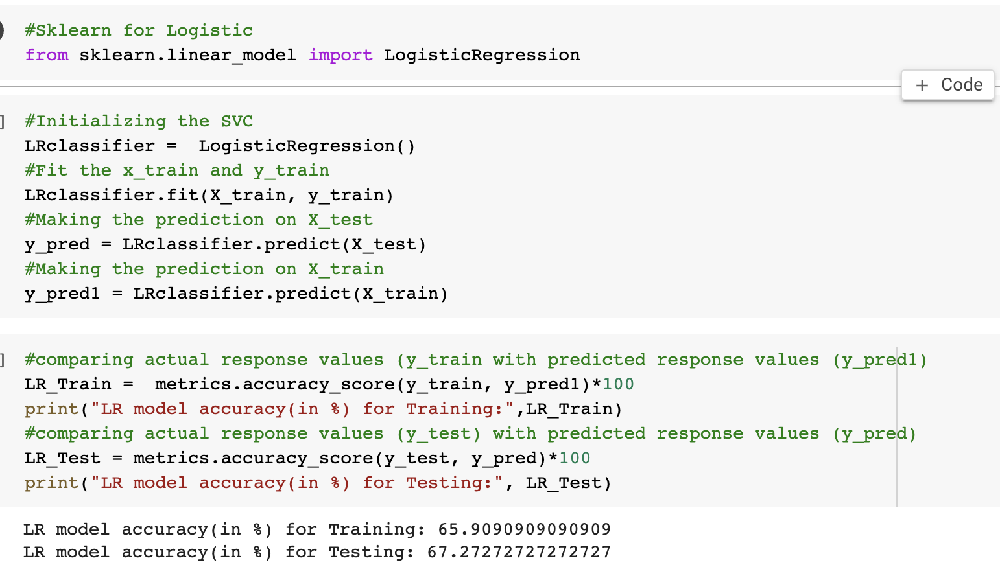 #Sklearn for Logistic
from sklearn.linear_model import LogisticRegression
+ Code
]
#Initializing the SVC
LRclassifier =  LogisticRegression()
#Fit the x_train and y_train
LRclassifier.fit(X_train, y_train)
#Making the prediction on X_test
y_pred = LRclassifier.predict(X_test)
#Making the prediction on X_train
y_pred1 = LRclassifier.predict(X_train)
]
#comparing actual response values (y_train with predicted response values (y_pred1)
LR_Train =  metrics.accuracy_score(y_train, y_pred1)*100
print("LR model accuracy(in %) for Training:",LR_Train)
#comparing actual response values (y_test) with predicted response values (y_pred)
LR_Test = metrics.accuracy_score(y_test, y_pred)*100
print("LR model accuracy(in %) for Testing:", LR_Test)
LR model accuracy(in %) for Training: 65.9090909090909
LR model accuracy(in %) for Testing: 67.27272727272727